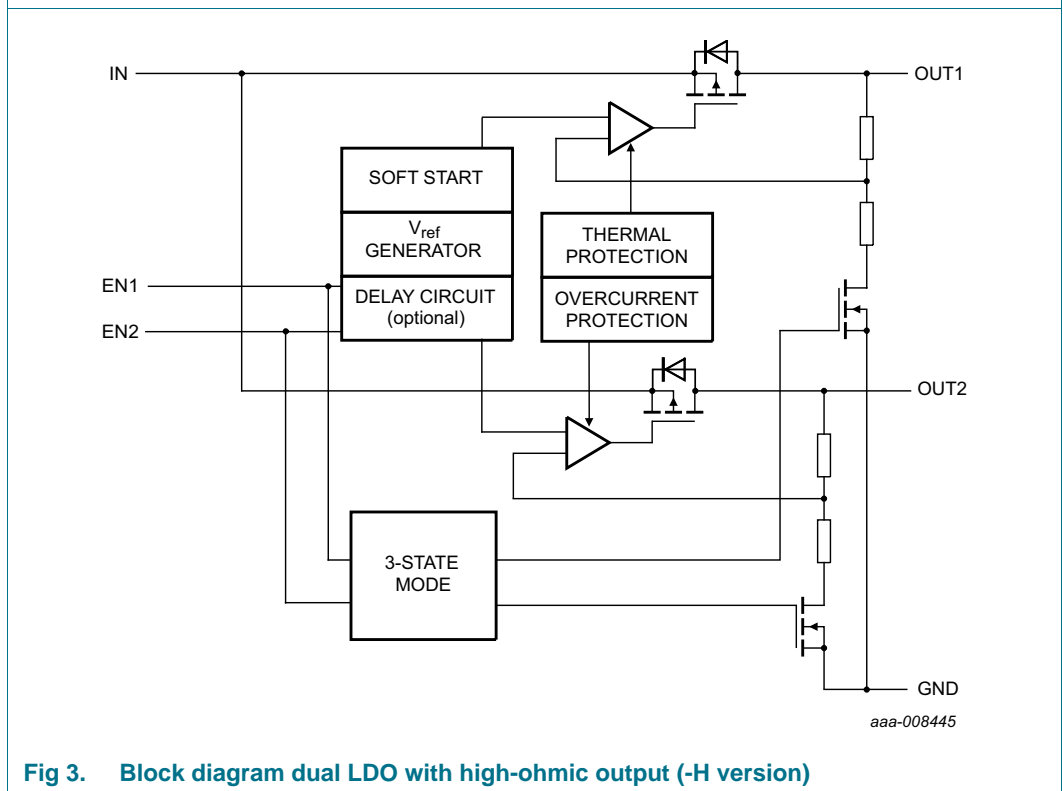 IN
OUT1
SOFT START
Vref
GENERATOR
THERMAL
PROTECTION
EN1
DELAY CIRCUIT
(optional)
OVERCURRENT
PROTECTION
EN2
OUT2
3-STATE
MODE
GND
aaa-008445
Fig 3. Block diagram dual LDO with high-ohmic output (-H version)